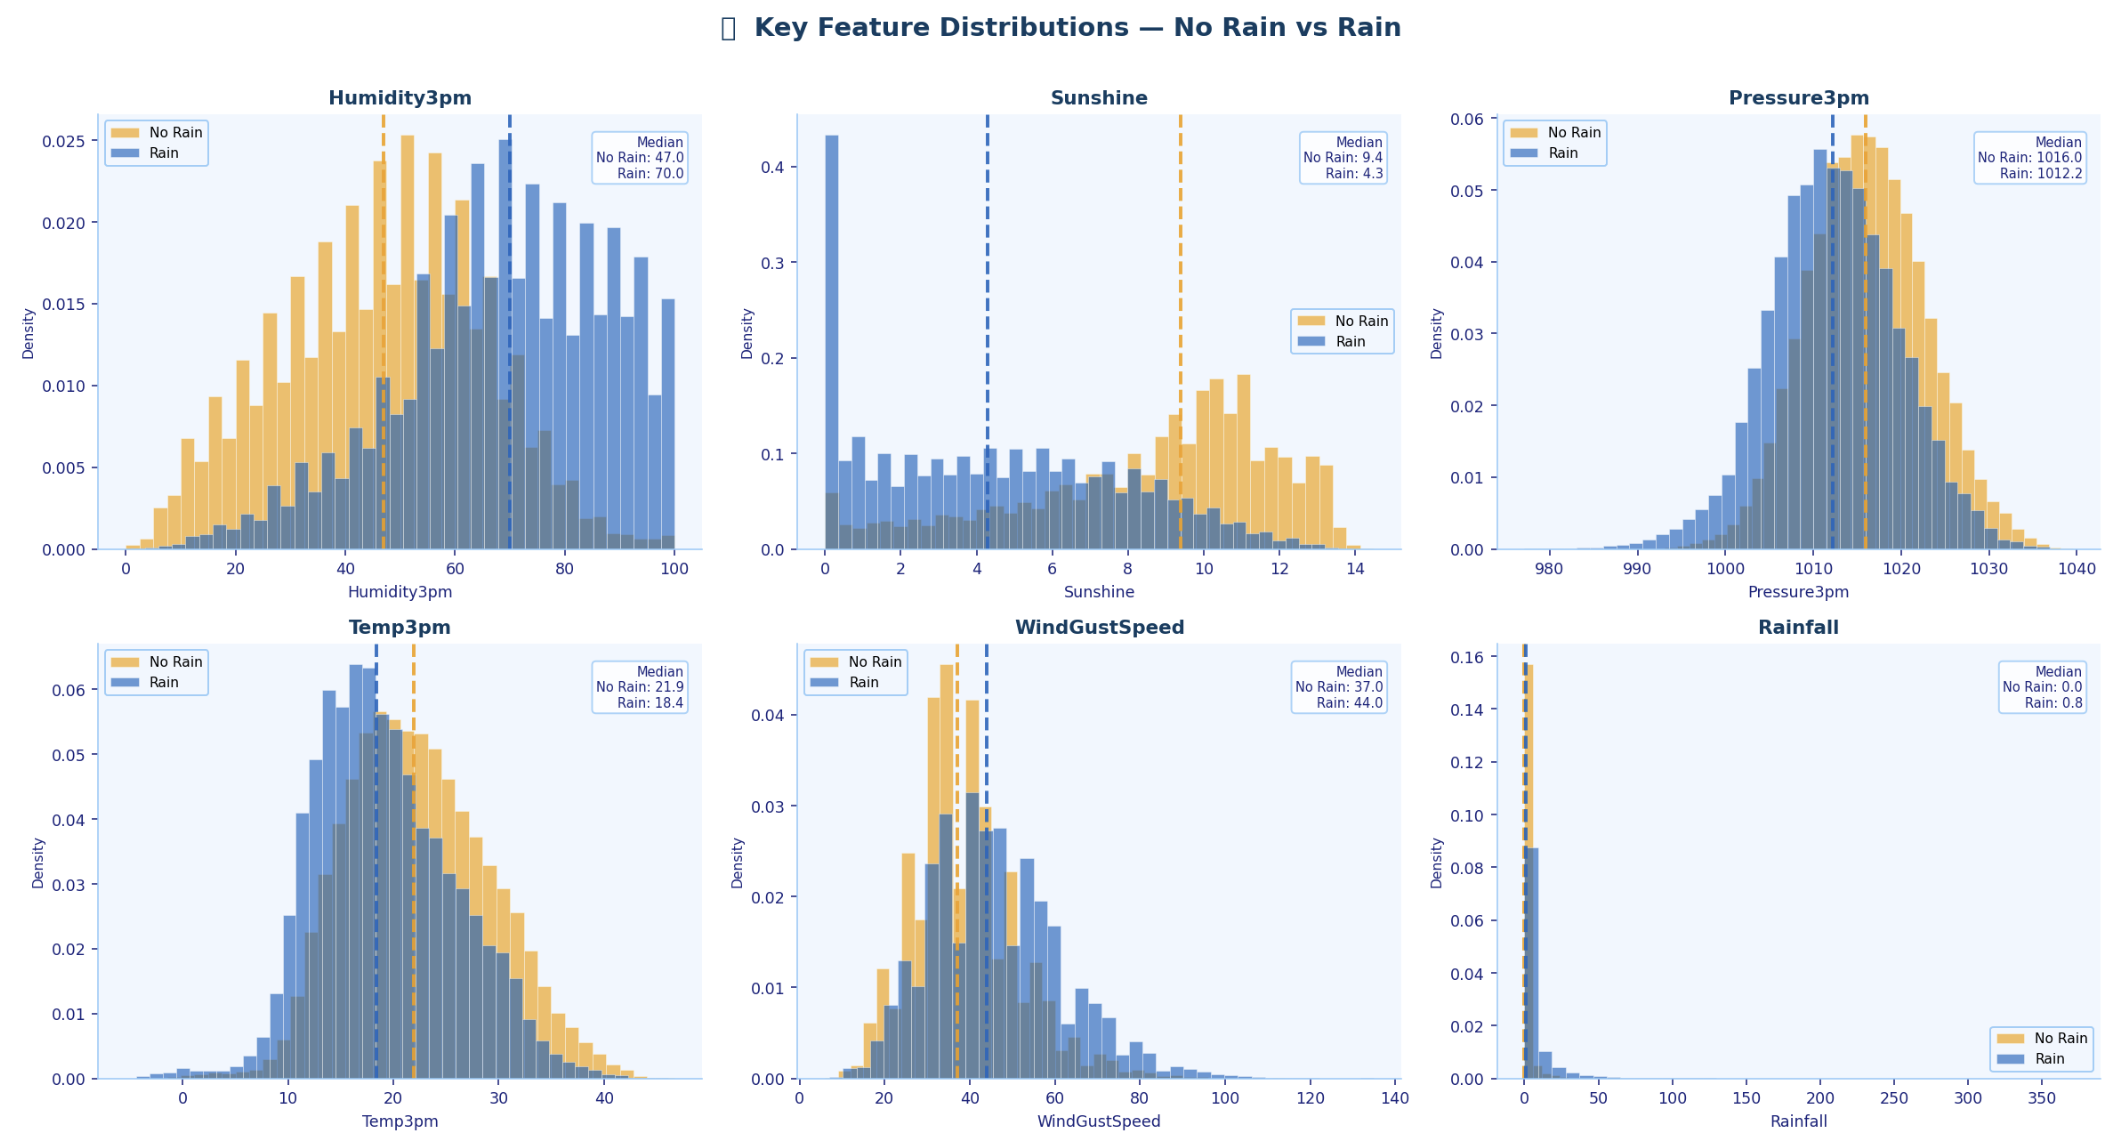 Key Feature Distributions — No Rain vs Rain
Humidity3pm
No Rain
Rain
Median
No Rain: 47.0
Rain: 70.0
0.025
0.020
0.015
0.010
0.005
0.000
Density
0 20 40 60 80 100
Humidity3pm
Sunshine
Median
No Rain: 9.4
Rain: 4.3
No Rain
Rain
0.4
0.3
0.2
0.1
0.0
Density
0 2 4 6 8 10 12 14
Sunshine
Pressure3pm
No Rain
Rain
Median
No Rain: 1016.0
Rain: 1012.2
0.06
0.05
0.04
0.03
0.02
0.01
0.00
Density
980 990 1000 1010 1020 1030 1040
Pressure3pm
Temp3pm
No Rain
Rain
Median
No Rain: 21.9
Rain: 18.4
0.06
0.05
0.04
0.03
0.02
0.01
0.00
Density
0 10 20 30 40
Temp3pm
WindGustSpeed
No Rain
Rain
Median
No Rain: 37.0
Rain: 44.0
0.04
0.03
0.02
0.01
0.00
Density
0 20 40 60 80 100 120 140
WindGustSpeed
Rainfall
Median
No Rain: 0.0
Rain: 0.8
0.16
0.14
0.12
0.10
0.08
0.06
0.04
0.02
0.00
Density
No Rain
Rain
0 50 100 150 200 250 300 350
Rainfall